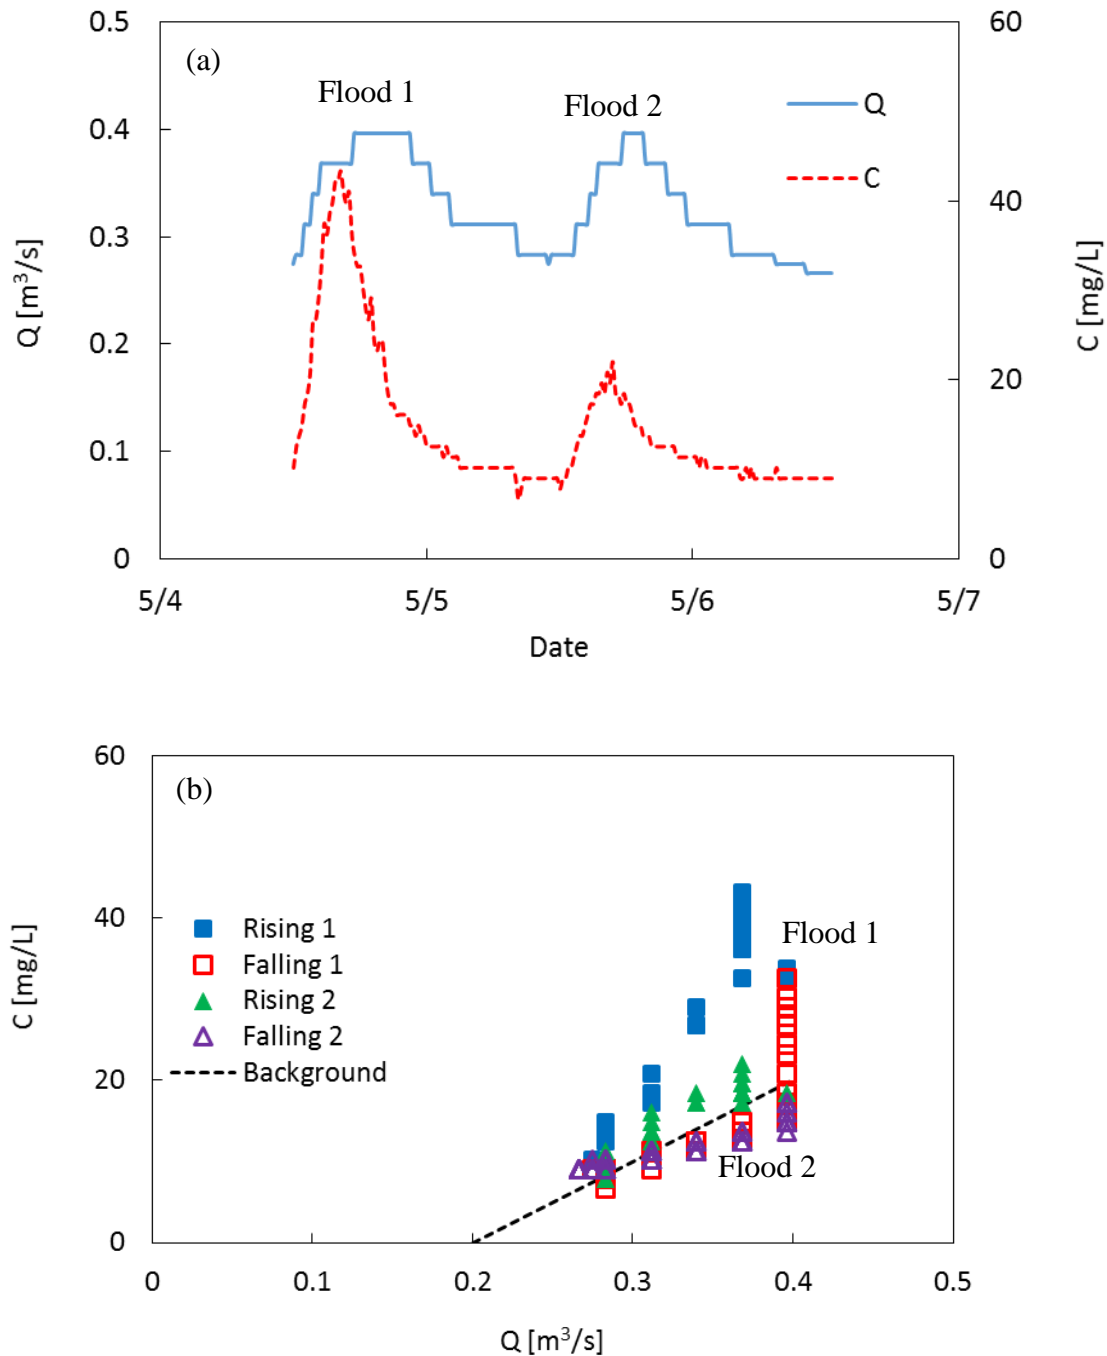 (a)
Flood 1
Flood 2
Q
C
0.5
0.4
0.3
0.2
0.1
0
60
40
20
0
Q [m³/s]
C [mg/L]
5/4
5/5
5/6
5/7
Date
(b)
60
40
20
0
C [mg/L]
Rising 1
Falling 1
Rising 2
Falling 2
Background
Flood 1
Flood 2
0
0.1
0.2
0.3
0.4
0.5
Q [m³/s]